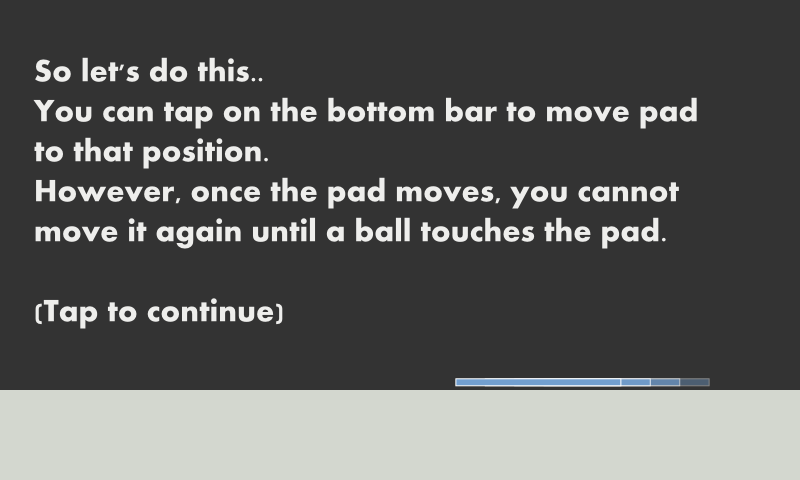 So let's do this..
You can tap on the bottom bar to move pad
to that position.
However, once the pad moves, you cannot
move it again until a ball touches the pad.
(Tap to continue)